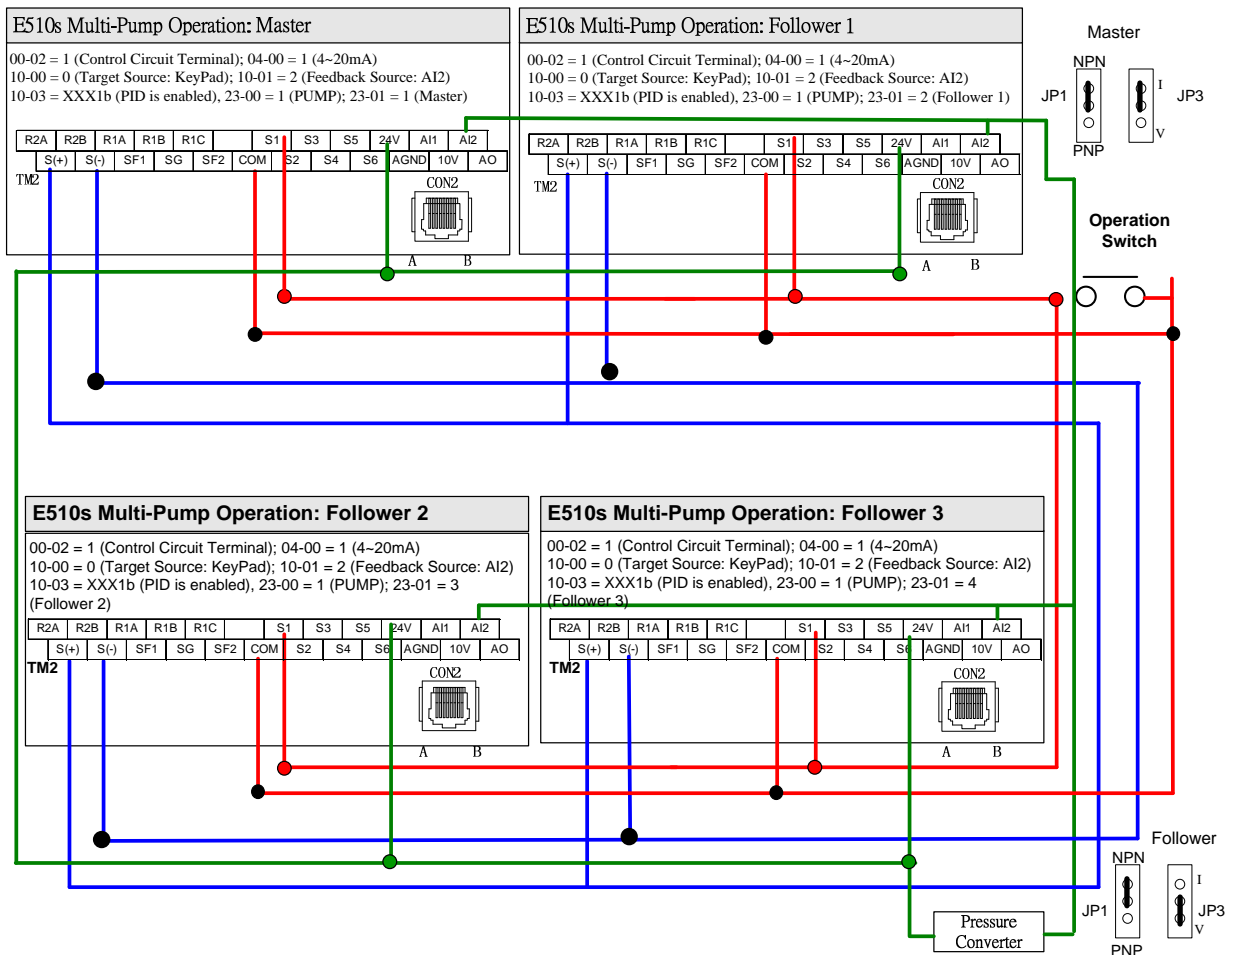 E510s Multi-Pump Operation: Master
00-02 = 1 (Control Circuit Terminal); 04-00 = 1 (4~20mA)
10-00 = 0 (Target Source: KeyPad); 10-01 = 2 (Feedback Source: AI2)
10-03 = XXX1b (PID is enabled), 23-00 = 1 (PUMP); 23-01 = 1 (Master)
R2A R2B R1A R1B R1C S1 S3 S5 24V AI1 AI2
S(+) S(-) SF1 SG SF2 COM S2 S4 S6 AGND 10V AO
TM2
CON2
A B
E510s Multi-Pump Operation: Follower 1
00-02 = 1 (Control Circuit Terminal); 04-00 = 1 (4~20mA)
10-00 = 0 (Target Source: KeyPad); 10-01 = 2 (Feedback Source: AI2)
10-03 = XXX1b (PID is enabled), 23-00 = 1 (PUMP); 23-01 = 2 (Follower 1)
R2A R2B R1A R1B R1C S1 S3 S5 24V AI1 AI2
S(+) S(-) SF1 SG SF2 COM S2 S4 S6 AGND 10V AO
TM2
CON2
A B
Master
NPN
JP1
PNP
I
JP3
V
Operation
Switch
E510s Multi-Pump Operation: Follower 2
00-02 = 1 (Control Circuit Terminal); 04-00 = 1 (4~20mA)
10-00 = 0 (Target Source: KeyPad); 10-01 = 2 (Feedback Source: AI2)
10-03 = XXX1b (PID is enabled), 23-00 = 1 (PUMP); 23-01 = 3
(Follower 2)
R2A R2B R1A R1B R1C S1 S3 S5 24V AI1 AI2
S(+) S(-) SF1 SG SF2 COM S2 S4 S6 AGND 10V AO
TM2
CON2
A B
E510s Multi-Pump Operation: Follower 3
00-02 = 1 (Control Circuit Terminal); 04-00 = 1 (4~20mA)
10-00 = 0 (Target Source: KeyPad); 10-01 = 2 (Feedback Source: AI2)
10-03 = XXX1b (PID is enabled), 23-00 = 1 (PUMP); 23-01 = 4
(Follower 3)
R2A R2B R1A R1B R1C S1 S3 S5 24V AI1 AI2
S(+) S(-) SF1 SG SF2 COM S2 S4 S6 AGND 10V AO
TM2
CON2
A B
Follower
NPN
JP1
PNP
I
JP3
V
Pressure
Converter